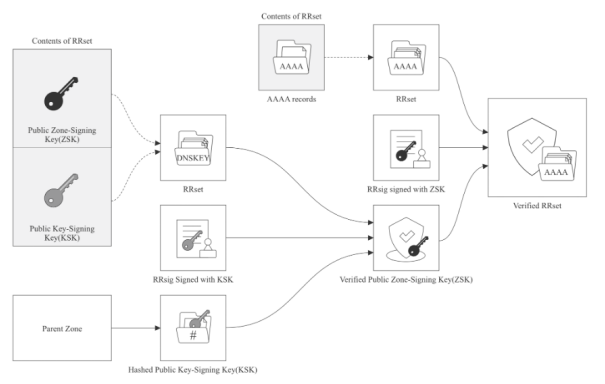 Contents of RRset
Public Zone-Signing
Key(ZSK)
Public Key-Signing
Key(KSK)
Contents of RRset
AAAA
AAAA records
AAAA
RRset
DNSKEY
RRset
RRsig signed with ZSK
AAAA
Verified RRset
RRsig Signed with KSK
Verified Public Zone-Signing Key(ZSK)
Parent Zone
#
Hashed Public Key-Signing Key(KSK)